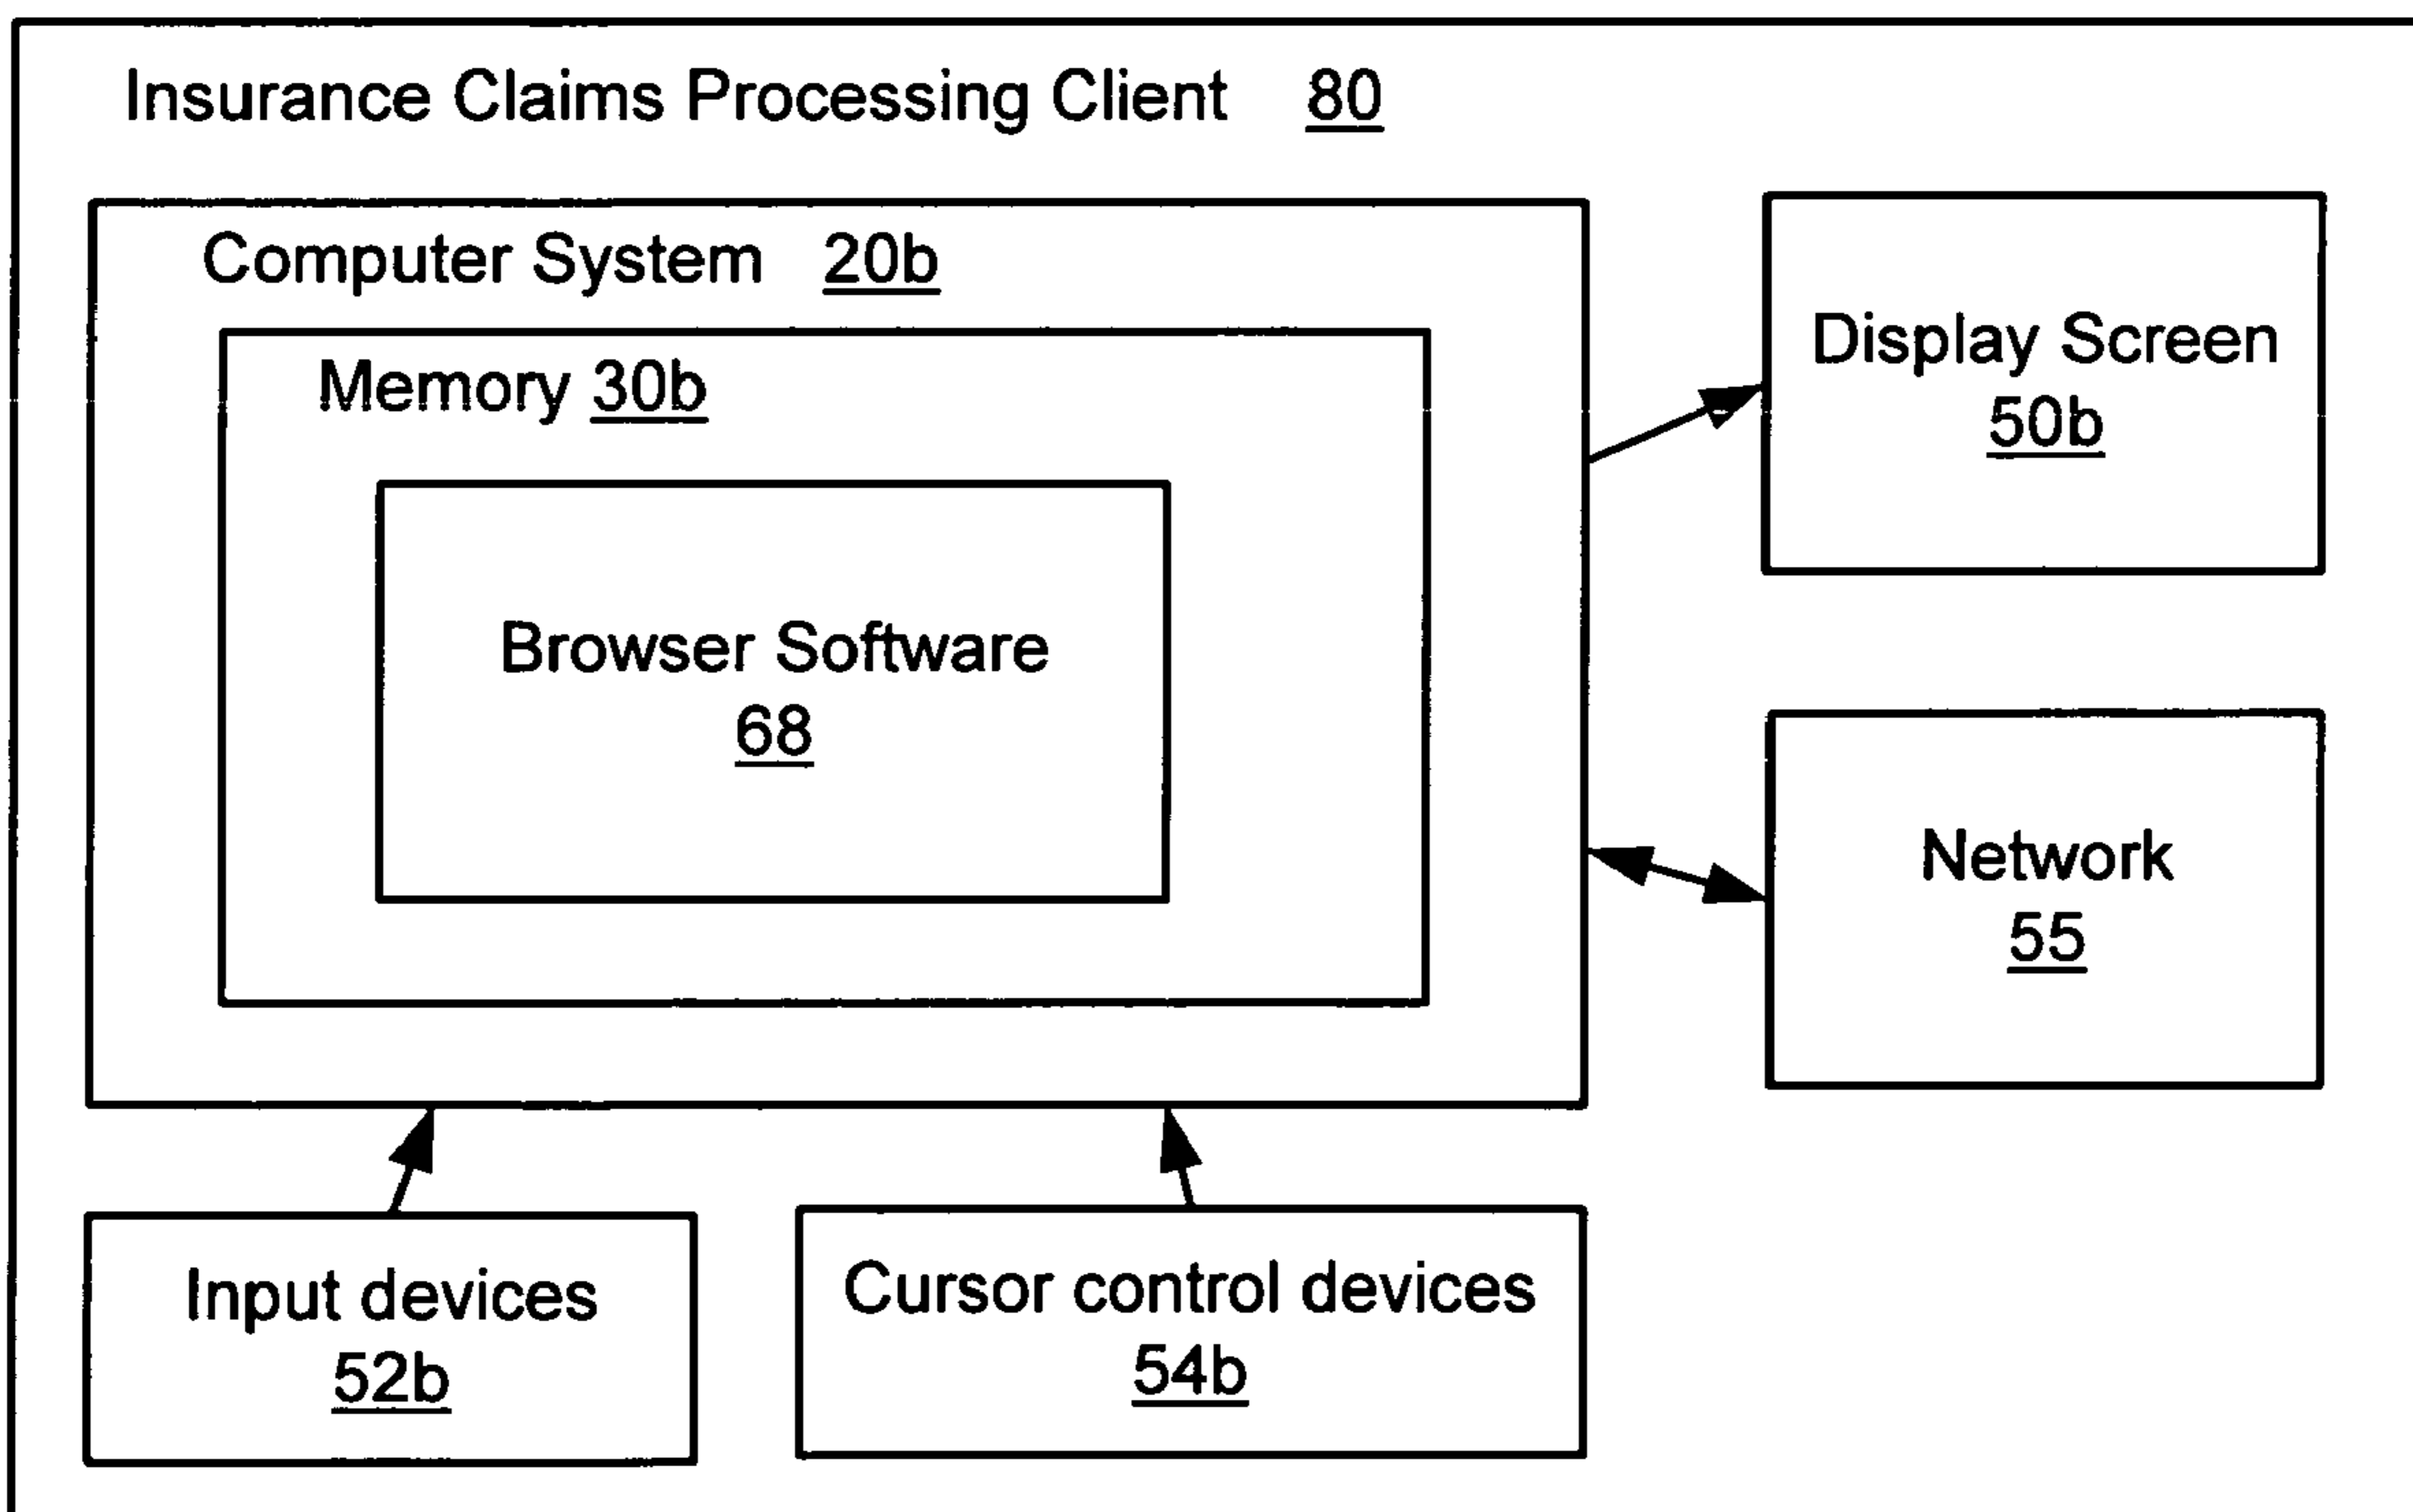 Insurance Claims Processing Client 80
Computer System 20b
Memory 30b
Browser Software
68
Display Screen
50b
Network
55
Input devices
52b
Cursor control devices
54b